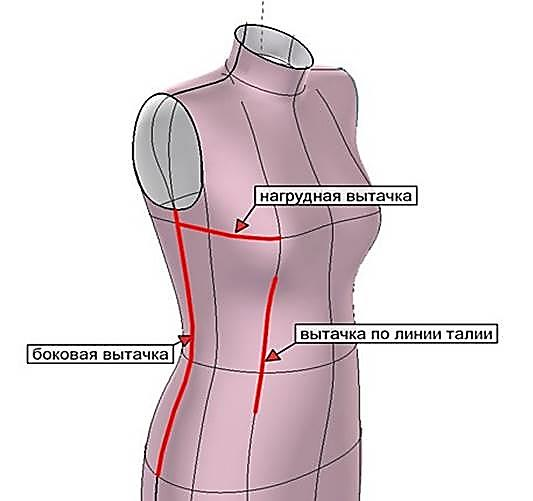 нагрудная вытачка
вытачка по линии талии
боковая вытачка